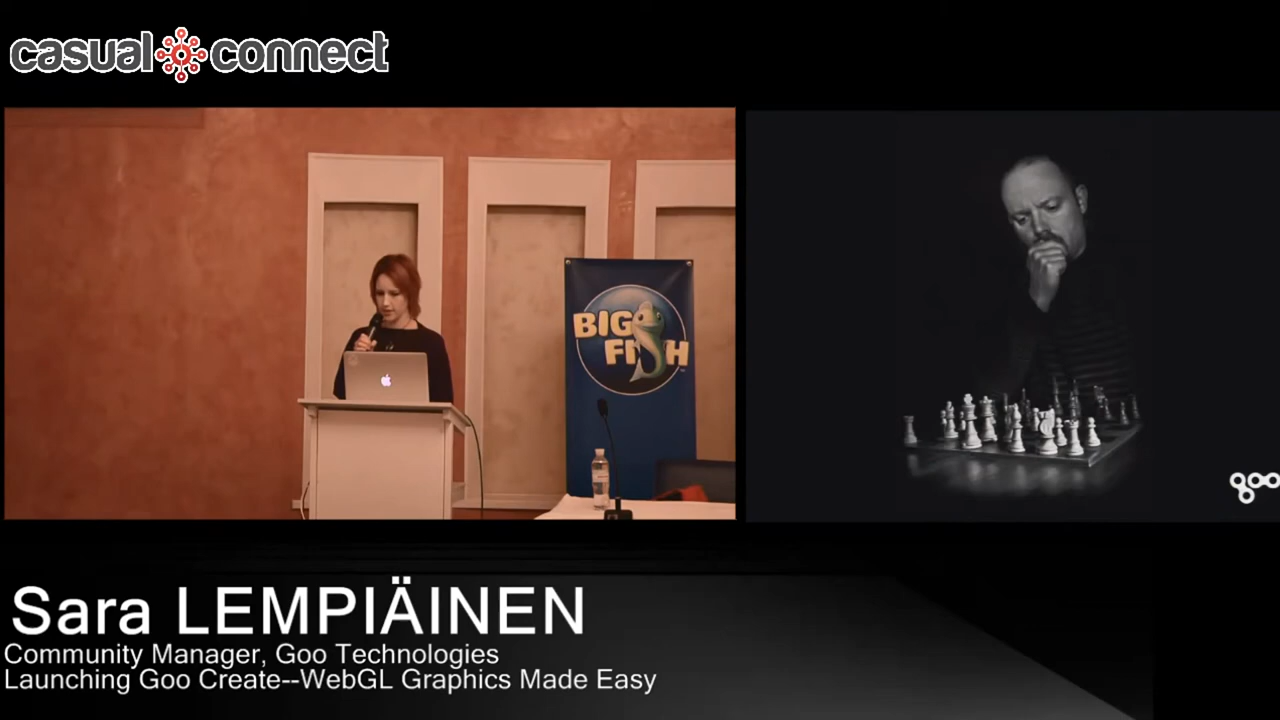 casual connect
BIG
FISH
goo
Sara LEMPIÄINEN
Community Manager, Goo Technologies
Launching Goo Create--WebGL Graphics Made Easy